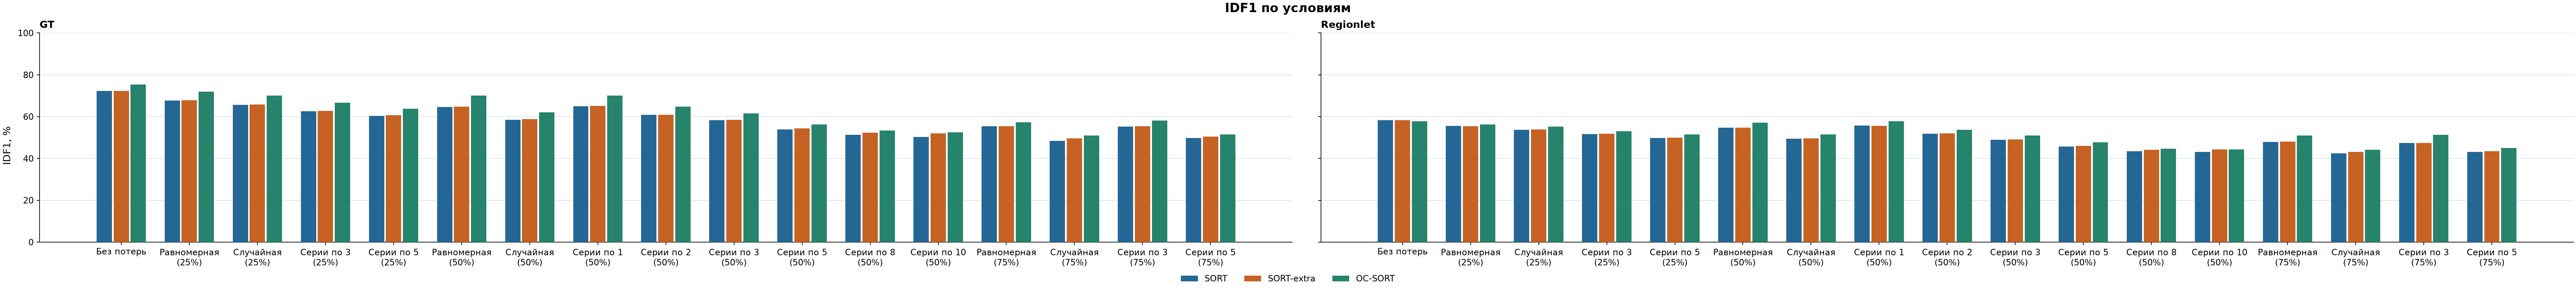 IDF1 по условиям
GT
IDF1, %
100
80
60
40
20
0
Без потерь
Равномерная
(25%)
Случайная
(25%)
Серии по 3
(25%)
Серии по 5
(25%)
Равномерная
(50%)
Случайная
(50%)
Серии по 1
(50%)
Серии по 2
(50%)
Серии по 3
(50%)
Серии по 5
(50%)
Серии по 8
(50%)
Серии по 10
(50%)
Равномерная
(75%)
Случайная
(75%)
Серии по 3
(75%)
Серии по 5
(75%)
Regionlet
Без потерь
Равномерная
(25%)
Случайная
(25%)
Серии по 3
(25%)
Серии по 5
(25%)
Равномерная
(50%)
Случайная
(50%)
Серии по 1
(50%)
Серии по 2
(50%)
Серии по 3
(50%)
Серии по 5
(50%)
Серии по 8
(50%)
Серии по 10
(50%)
Равномерная
(75%)
Случайная
(75%)
Серии по 3
(75%)
Серии по 5
(75%)
SORT
SORT-extra
OC-SORT